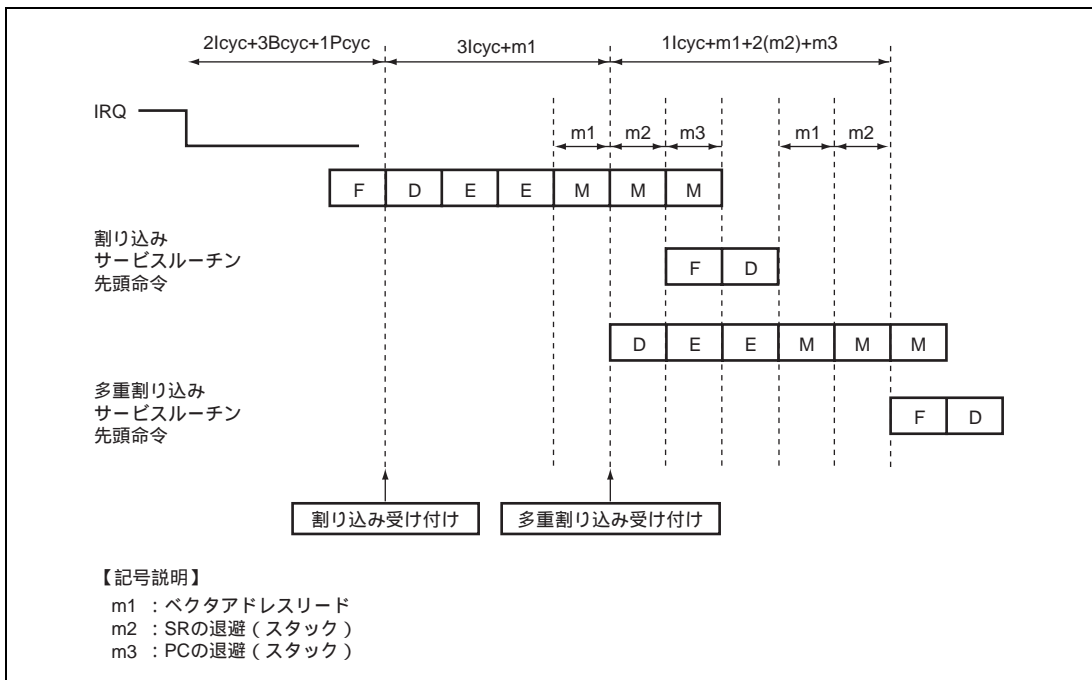 2Icyc+3Bcyc+1Pcyc 3Icyc+m1 1Icyc+m1+2(m2)+m3
IRQ
m1 m2 m3 m1 m2
F D E E M M M
割り込み
サービスルーチン
先頭命令
F D
D E E M M M
多重割り込み
サービスルーチン
先頭命令
F D
割り込み受け付け 多重割り込み受け付け
【記号説明】
m1 :ベクタアドレスリード
m2 :SRの退避(スタック)
m3 :PCの退避(スタック)